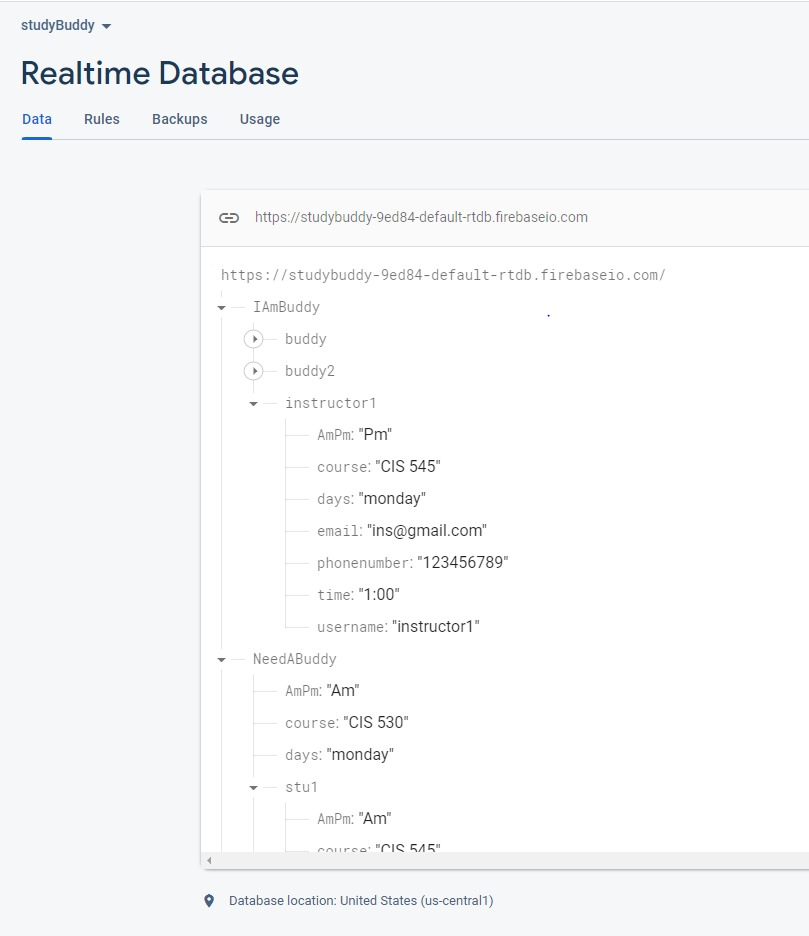 studyBuddy
Realtime Database
Data Rules Backups Usage
https://studybuddy-9ed84-default-rtdb.firebaseio.com
https://studybuddy-9ed84-default-rtdb.firebaseio.com/
IAmBuddy
buddy
buddy2
instructor1
AmPm: "Pm"
course: "CIS 545"
days: "monday"
email: "ins@gmail.com"
phonenumber: "123456789"
time: "1:00"
username: "instructor1"
NeedABuddy
AmPm: "Am"
course: "CIS 530"
days: "monday"
stu1
AmPm: "Am"
course: "CIS 545"
Database location: United States (us-central1)